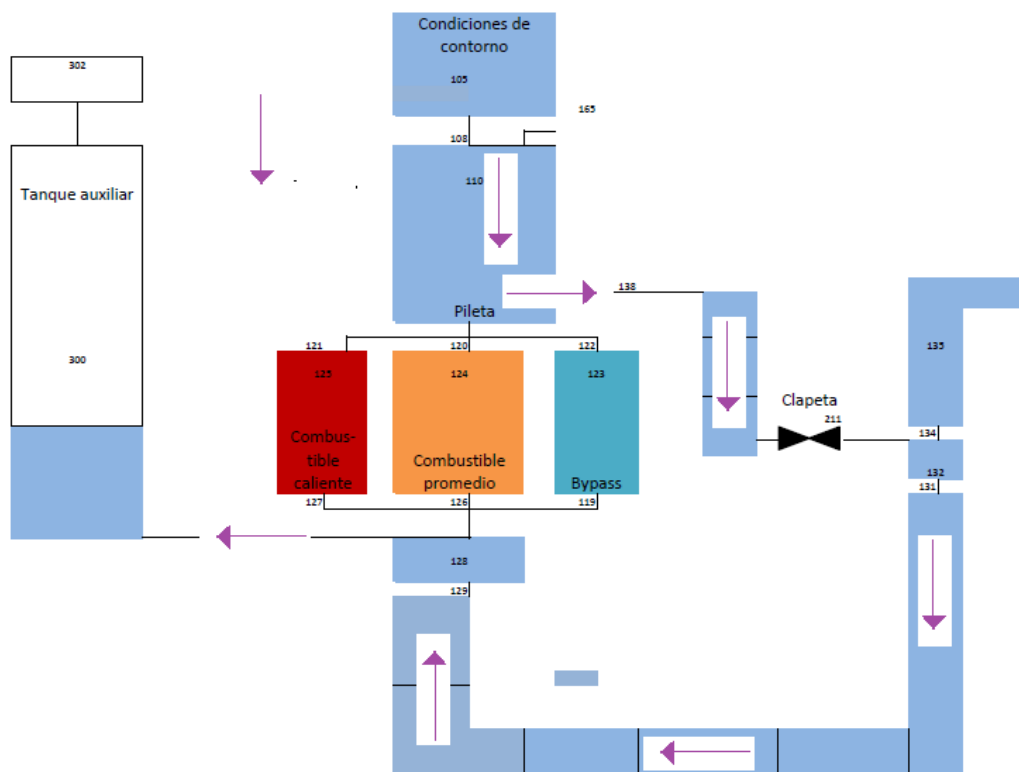 Condiciones de
contorno
302
105
165
108
Tanque auxiliar
110
138
Pileta
121
120
122
135
300
125
124
123
Clapeta
211
134
Combus-
tible
caliente
Combustible
promedio
Bypass
132
131
127
126
119
128
129